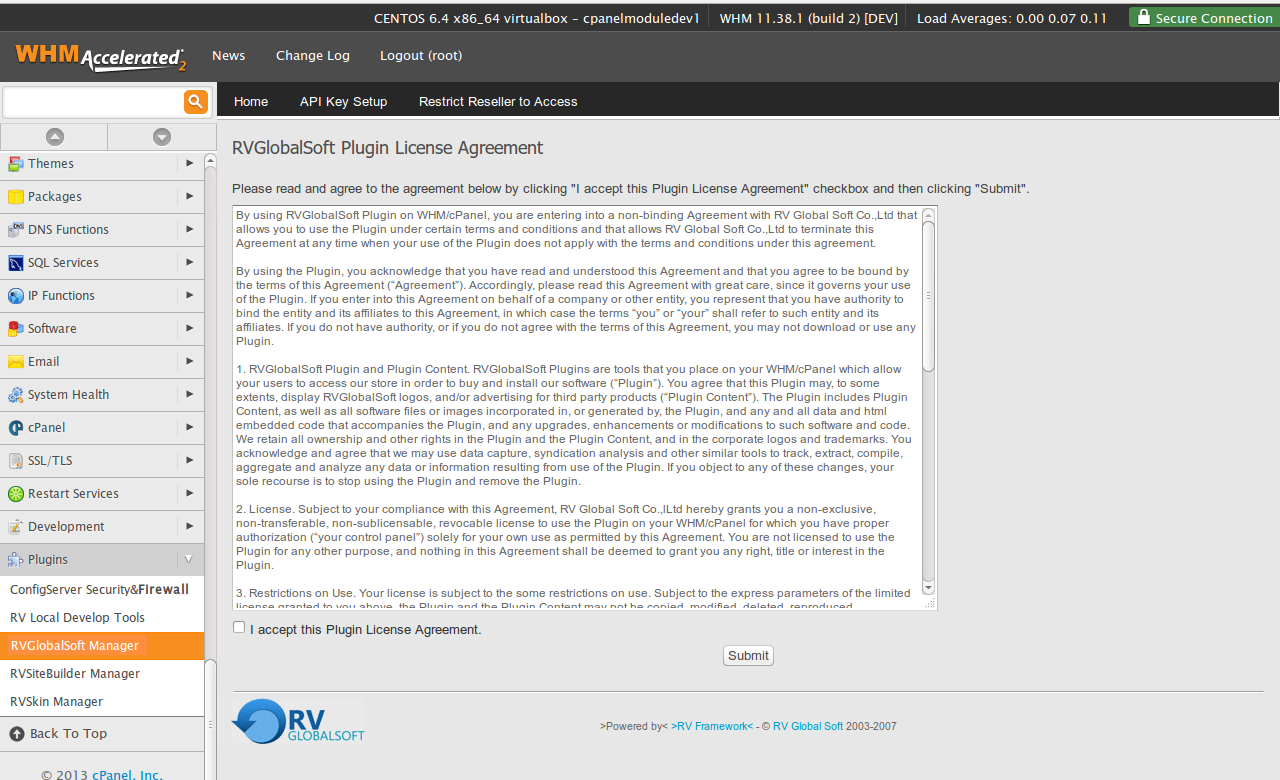 CENTOS 6.4 x86_64 virtualbox – cpanelmoduledev1 WHM 11.38.1 (build 2) [DEV] Load Averages: 0.00 0.07 0.11 Secure Connection
WHM Accelerated 2 News Change Log Logout (root)
Home API Key Setup Restrict Reseller to Access
Themes
Packages
DNS Functions
SQL Services
IP Functions
Software
Email
System Health
cPanel
SSL/TLS
Restart Services
Development
Plugins
ConfigServer Security&Firewall
RV Local Develop Tools
RVGlobalSoft Manager
RVSiteBuilder Manager
RVSkin Manager
Back To Top
© 2013 cPanel, Inc.
RVGlobalSoft Plugin License Agreement
Please read and agree to the agreement below by clicking "I accept this Plugin License Agreement" checkbox and then clicking "Submit".
By using RVGlobalSoft Plugin on WHM/cPanel, you are entering into a non-binding Agreement with RV Global Soft Co.,Ltd that
allows you to use the Plugin under certain terms and conditions and that allows RV Global Soft Co.,Ltd to terminate this
Agreement at any time when your use of the Plugin does not apply with the terms and conditions under this agreement.
By using the Plugin, you acknowledge that you have read and understood this Agreement and that you agree to be bound by
the terms of this Agreement (“Agreement”). Accordingly, please read this Agreement with great care, since it governs your use
of the Plugin. If you enter into this Agreement on behalf of a company or other entity, you represent that you have authority to
bind the entity and its affiliates to this Agreement, in which case the terms “you” or “your” shall refer to such entity and its
affiliates. If you do not have authority, or if you do not agree with the terms of this Agreement, you may not download or use any
Plugin.
1. RVGlobalSoft Plugin and Plugin Content. RVGlobalSoft Plugins are tools that you place on your WHM/cPanel which allow
your users to access our store in order to buy and install our software (“Plugin”). You agree that this Plugin may, to some
extents, display RVGlobalSoft logos, and/or advertising for third party products (“Plugin Content”). The Plugin includes Plugin
Content, as well as all software files or images incorporated in, or generated by, the Plugin, and any and all data and html
embedded code that accompanies the Plugin, and any upgrades, enhancements or modifications to such software and code.
We retain all ownership and other rights in the Plugin and the Plugin Content, and in the corporate logos and trademarks. You
acknowledge and agree that we may use data capture, syndication analysis and other similar tools to track, extract, compile,
aggregate and analyze any data or information resulting from use of the Plugin. If you object to any of these changes, your
sole recourse is to stop using the Plugin and remove the Plugin.
2. License. Subject to your compliance with this Agreement, RV Global Soft Co.,lLtd hereby grants you a non-exclusive,
non-transferable, non-sublicensable, revocable license to use the Plugin on your WHM/cPanel for which you have proper
authorization (“your control panel”) solely for your own use as permitted by this Agreement. You are not licensed to use the
Plugin for any other purpose, and nothing in this Agreement shall be deemed to grant you any right, title or interest in the
Plugin.
3. Restrictions on Use. Your license is subject to the some restrictions on use. Subject to the express parameters of the limited
license granted to you above, the Plugin and the Plugin Content may not be copied, modified, deleted, reproduced,
I accept this Plugin License Agreement.
Submit
RV
GLOBALSOFT
>Powered by< >RV Framework< - © RV Global Soft 2003-2007